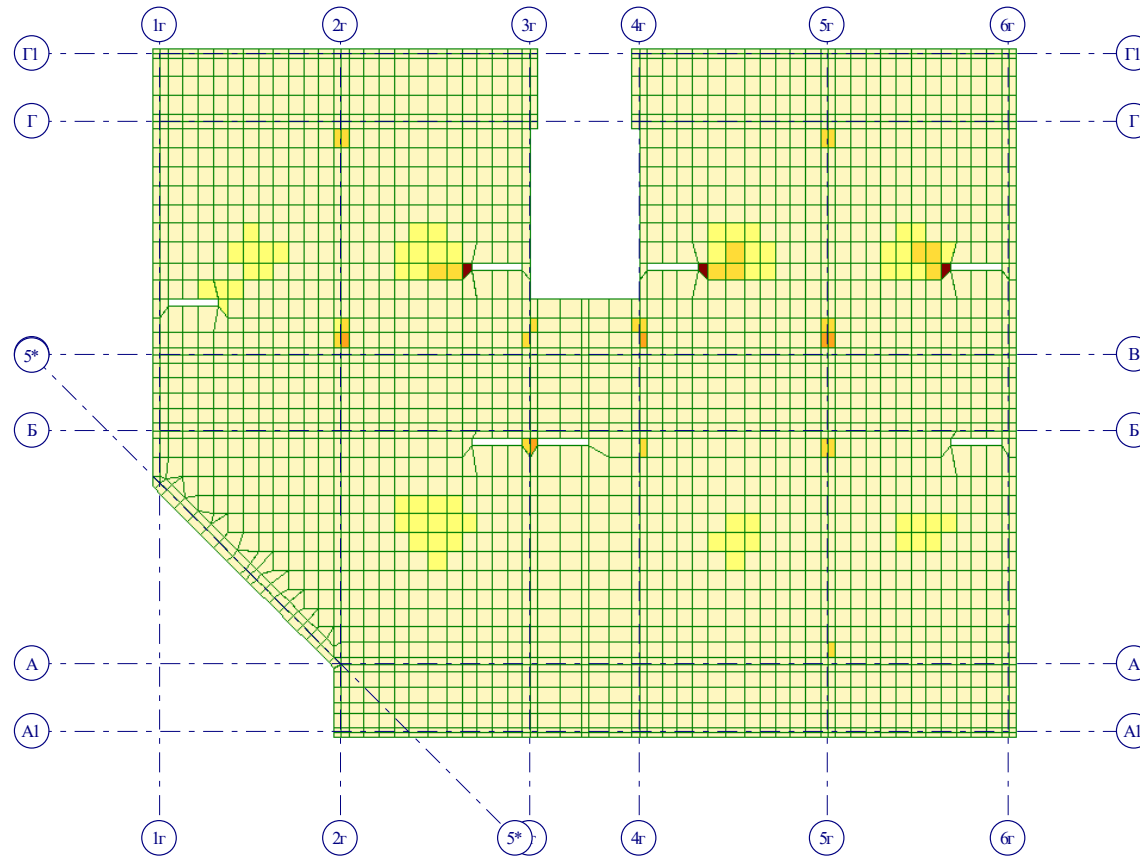 1г 2г 3г 4г 5г 6г
Г1 Г1
Г Г
5* В
Б Б
А А
А1 А1
1г 2г 5* 4г 5г 6г